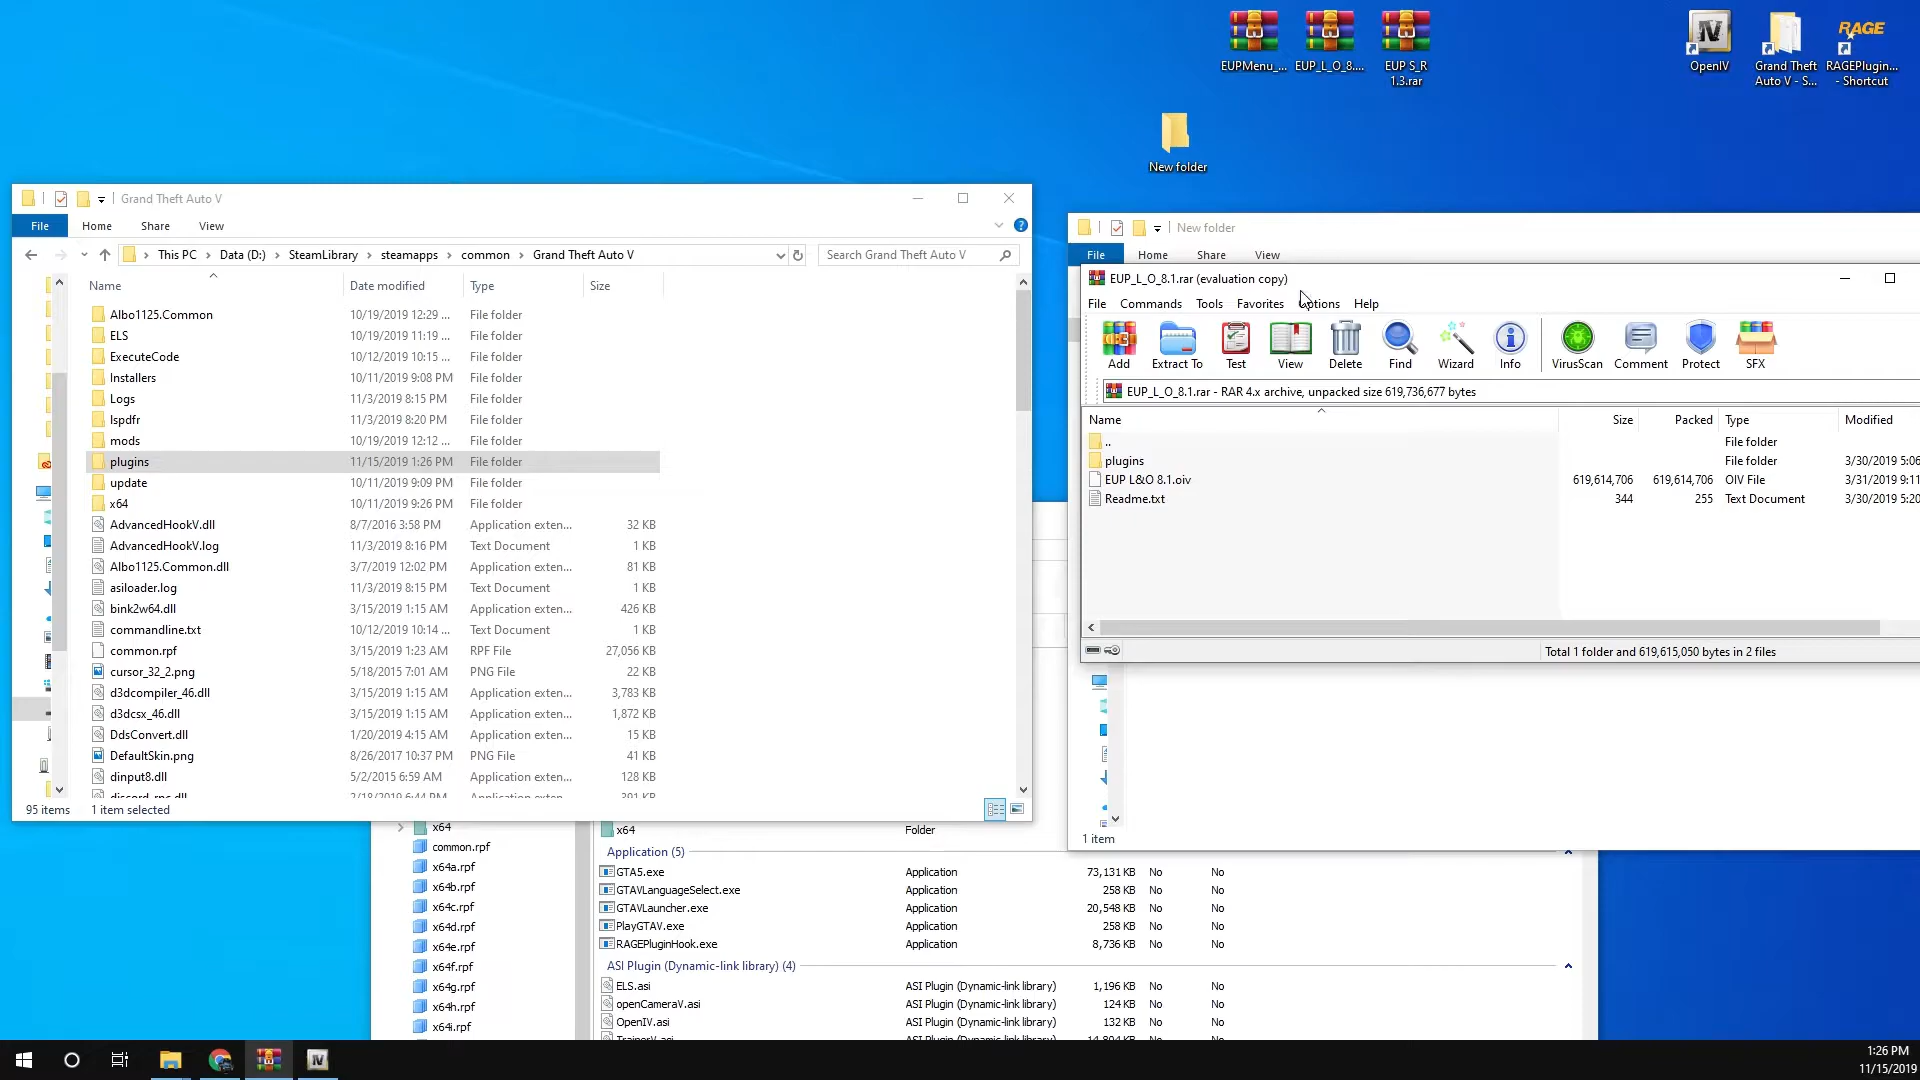 EUPMenu_...
EUP_L_O_8....
EUP S_R
1.3.rar
OpenIV
Grand Theft
Auto V - S...
RAGE
RAGEPlugin...
- Shortcut
New folder
Grand Theft Auto V
File Home Share View
This PC > Data (D:) > SteamLibrary > steamapps > common > Grand Theft Auto V
Search Grand Theft Auto V
Name Date modified Type Size
Albo1125.Common 10/19/2019 12:29 ... File folder
ELS 10/19/2019 11:19 ... File folder
ExecuteCode 10/12/2019 10:15 ... File folder
Installers 10/11/2019 9:08 PM File folder
Logs 11/3/2019 8:15 PM File folder
lspdfr 11/3/2019 8:20 PM File folder
mods 10/19/2019 12:12 ... File folder
plugins 11/15/2019 1:26 PM File folder
update 10/11/2019 9:09 PM File folder
x64 10/11/2019 9:26 PM File folder
AdvancedHookV.dll 8/7/2016 3:58 PM Application exten... 32 KB
AdvancedHookV.log 11/3/2019 8:16 PM Text Document 1 KB
Albo1125.Common.dll 3/7/2019 12:02 PM Application exten... 81 KB
asiloader.log 11/3/2019 8:15 PM Text Document 1 KB
bink2w64.dll 3/15/2019 1:15 AM Application exten... 426 KB
commandline.txt 10/12/2019 10:14 ... Text Document 1 KB
common.rpf 3/15/2019 1:23 AM RPF File 27,056 KB
cursor_32_2.png 5/18/2015 7:01 AM PNG File 22 KB
d3dcompiler_46.dll 3/15/2019 1:15 AM Application exten... 3,783 KB
d3dcsx_46.dll 3/15/2019 1:15 AM Application exten... 1,872 KB
DdsConvert.dll 1/20/2019 4:15 AM Application exten... 15 KB
DefaultSkin.png 8/26/2017 10:37 PM PNG File 41 KB
dinput8.dll 5/2/2015 6:59 AM Application exten... 128 KB
discord_rpc.dll 2/18/2019 6:44 PM Application exten... 391 KB
95 items 1 item selected
New folder
File Home Share View
EUP_L_O_8.1.rar (evaluation copy)
File Commands Tools Favorites Options Help
Add Extract To Test View Delete Find Wizard Info VirusScan Comment Protect SFX
EUP_L_O_8.1.rar - RAR 4.x archive, unpacked size 619,736,677 bytes
Name Size Packed Type Modified
.. File folder
plugins File folder 3/30/2019 5:06
EUP L&O 8.1.oiv 619,614,706 619,614,706 OIV File 3/31/2019 9:11
Readme.txt 344 255 Text Document 3/30/2019 5:20
Total 1 folder and 619,615,050 bytes in 2 files
1 item
x64
common.rpf
x64a.rpf
x64b.rpf
x64c.rpf
x64d.rpf
x64e.rpf
x64f.rpf
x64g.rpf
x64h.rpf
x64i.rpf
x64 Folder
Application (5)
GTA5.exe Application 73,131 KB No No
GTAVLanguageSelect.exe Application 258 KB No No
GTAVLauncher.exe Application 20,548 KB No No
PlayGTAV.exe Application 258 KB No No
RAGEPluginHook.exe Application 8,736 KB No No
ASI Plugin (Dynamic-link library) (4)
ELS.asi ASI Plugin (Dynamic-link library) 1,196 KB No No
openCameraV.asi ASI Plugin (Dynamic-link library) 124 KB No No
OpenIV.asi ASI Plugin (Dynamic-link library) 132 KB No No
TrainerV.asi ASI Plugin (Dynamic-link library) 14,804 KB No No
1:26 PM
11/15/2019